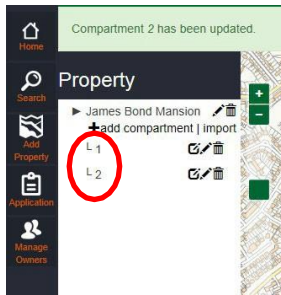 Compartment 2 has been updated.
Home
Search
Property
Add
Property
Application
Manage
Owners
▶ James Bond Mansion
+add compartment | import
└ 1
└ 2
+
−